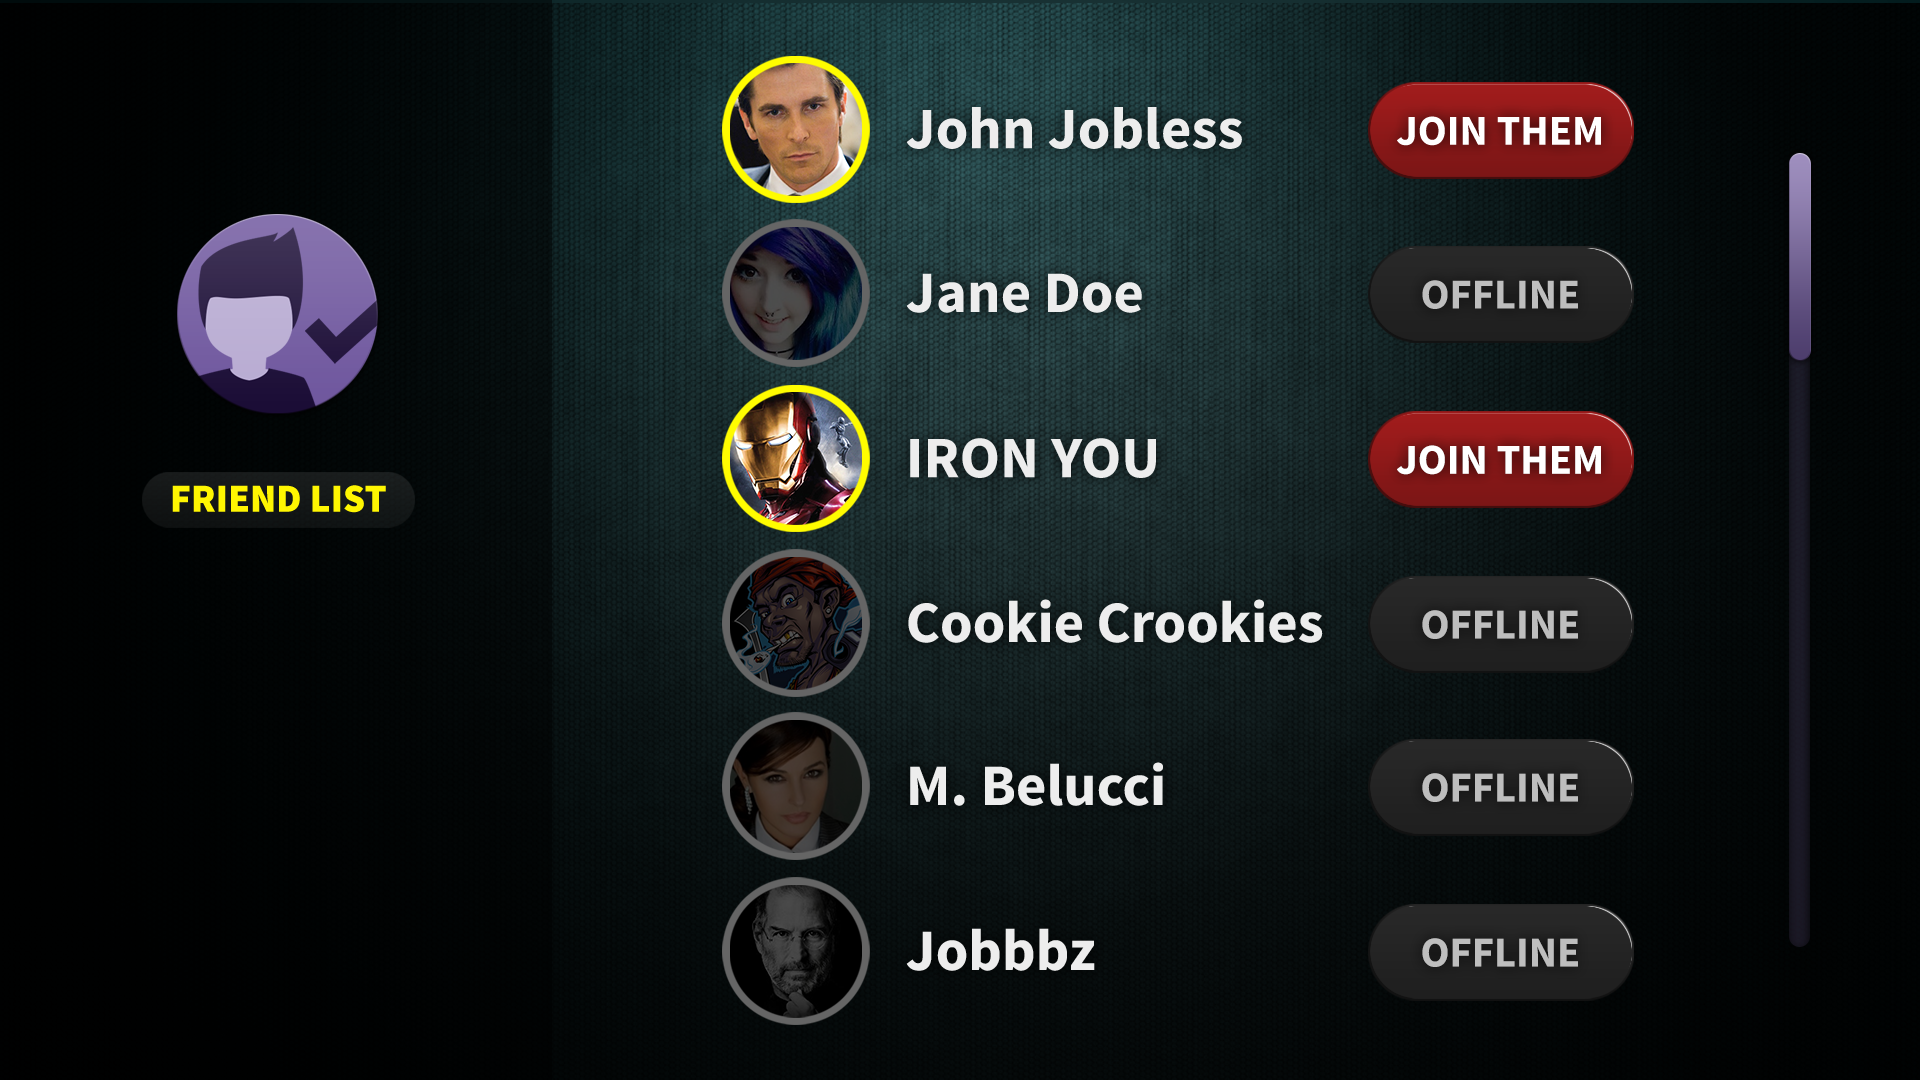 FRIEND LIST
John Jobless
JOIN THEM
Jane Doe
OFFLINE
IRON YOU
JOIN THEM
Cookie Crookies
OFFLINE
M. Belucci
OFFLINE
Jobbbz
OFFLINE